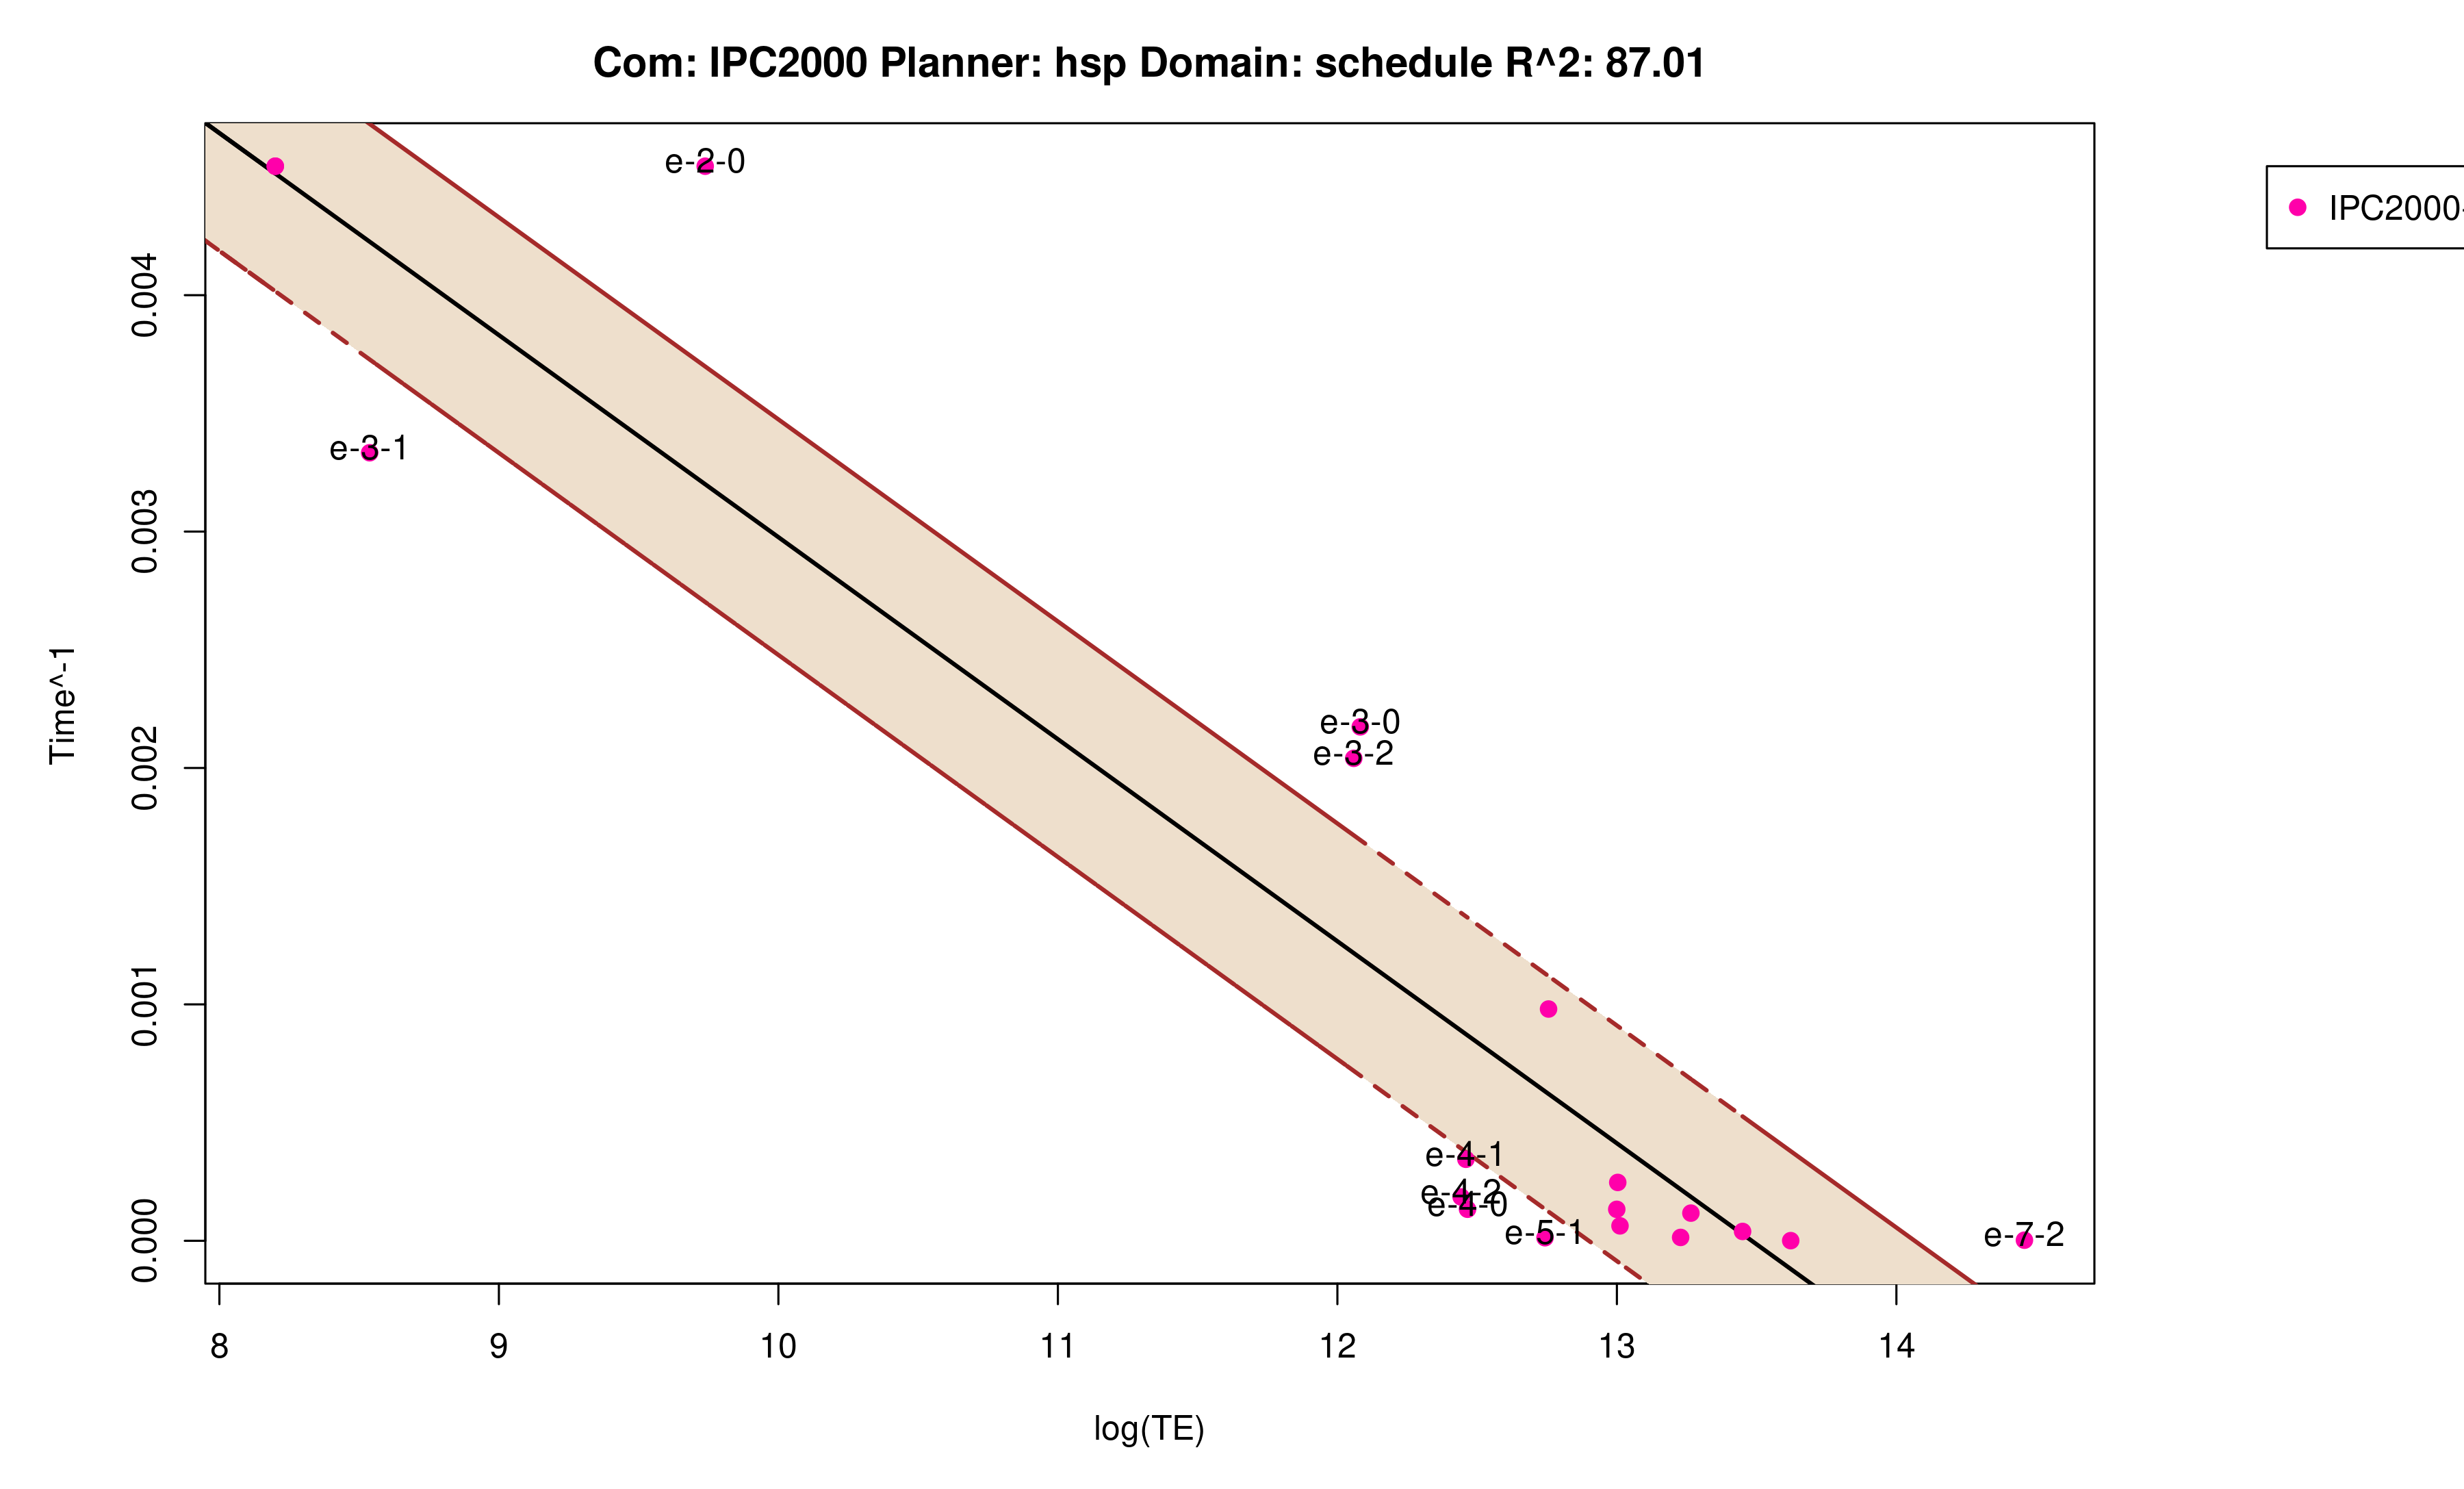 Com: IPC2000 Planner: hsp Domain: schedule R^2: 87.01
e-2-0
IPC2000-
0.004
e-3-1
0.003
Time^-1
e-3-0
0.002
e-3-2
0.001
e-4-1
e-4-2
e-4-0
0.000
e-5-1
e-7-2
8 9 10 11 12 13 14
log(TE)